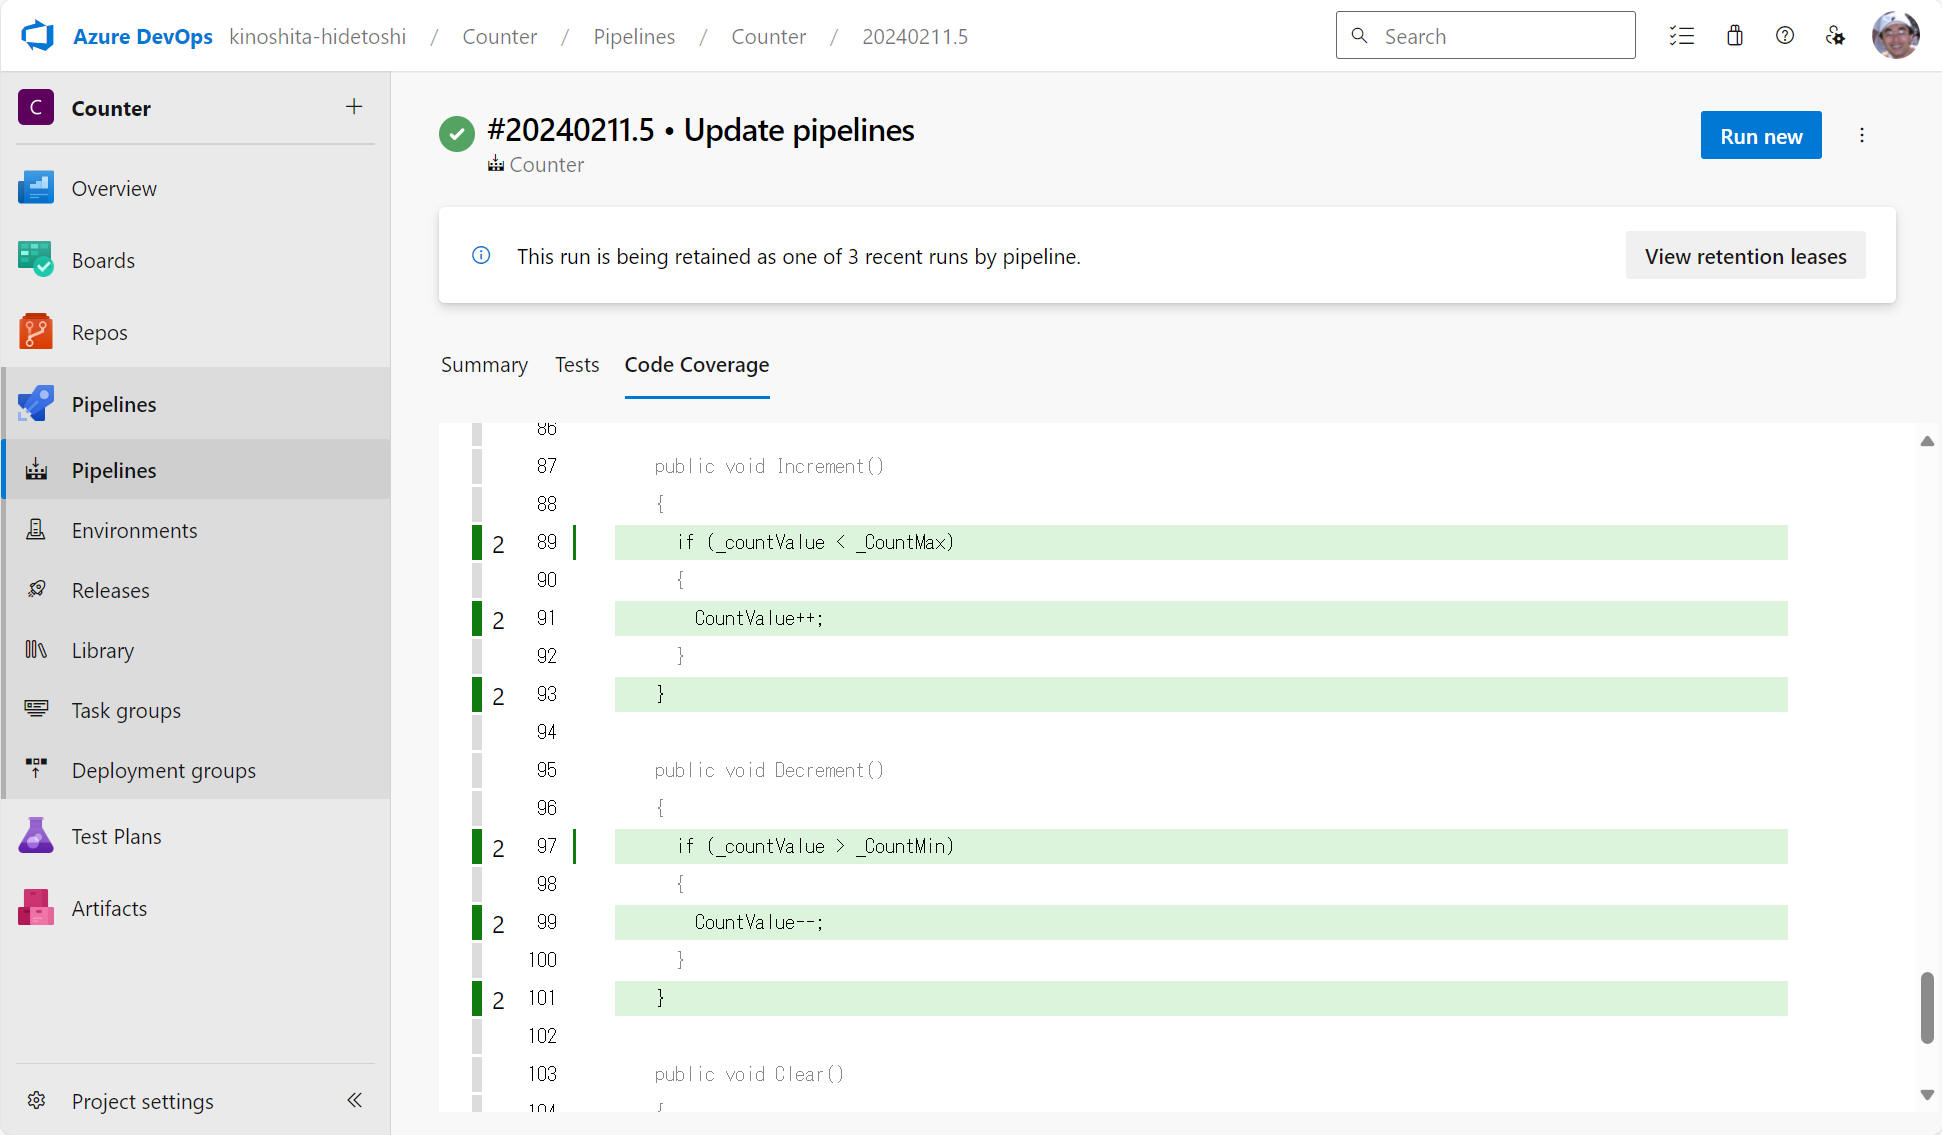 Azure DevOps kinoshita-hidetoshi / Counter / Pipelines / Counter / 20240211.5
Search
C Counter +
Overview
Boards
Repos
Pipelines
Pipelines
Environments
Releases
Library
Task groups
Deployment groups
Test Plans
Artifacts
Project settings
#20240211.5 • Update pipelines
Counter
Run new
This run is being retained as one of 3 recent runs by pipeline.
View retention leases
Summary Tests Code Coverage
86
87 public void Increment()
88 {
2 89 if (_countValue < _CountMax)
90 {
2 91 CountValue++;
92 }
2 93 }
94
95 public void Decrement()
96 {
2 97 if (_countValue > _CountMin)
98 {
2 99 CountValue--;
100 }
2 101 }
102
103 public void Clear()
104 {